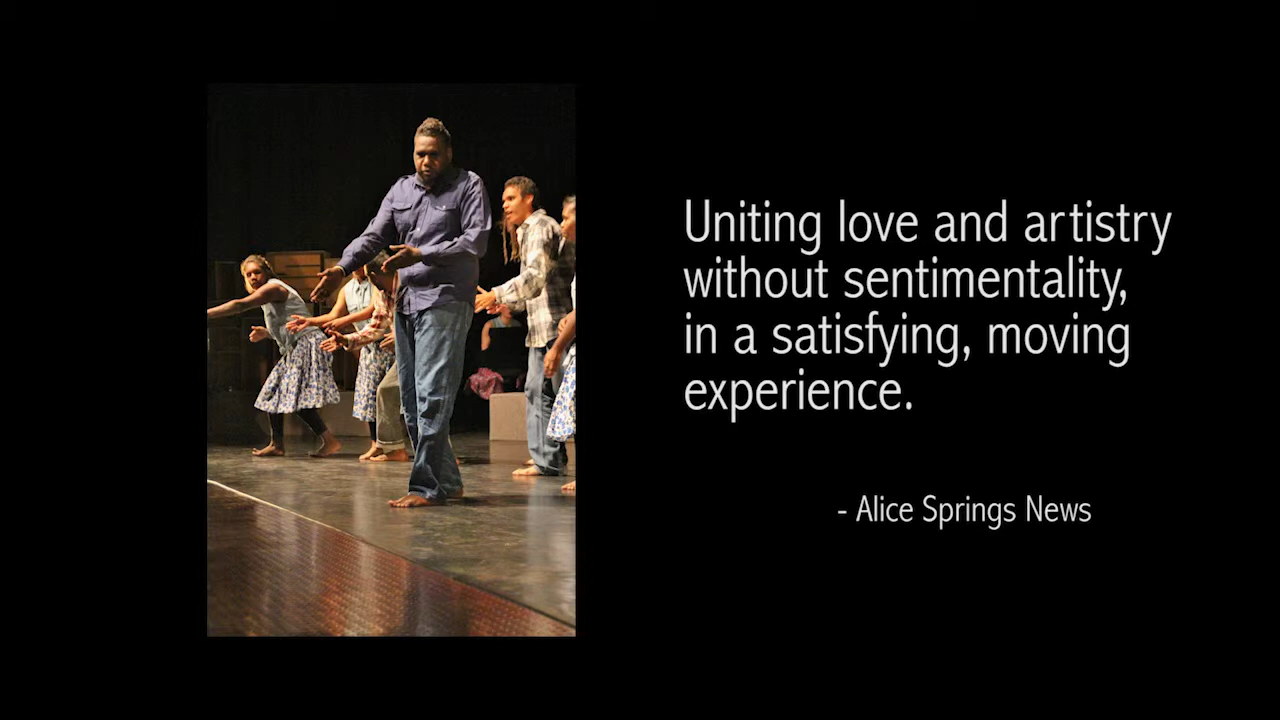 Uniting love and artistry
without sentimentality,
in a satisfying, moving
experience.
- Alice Springs News